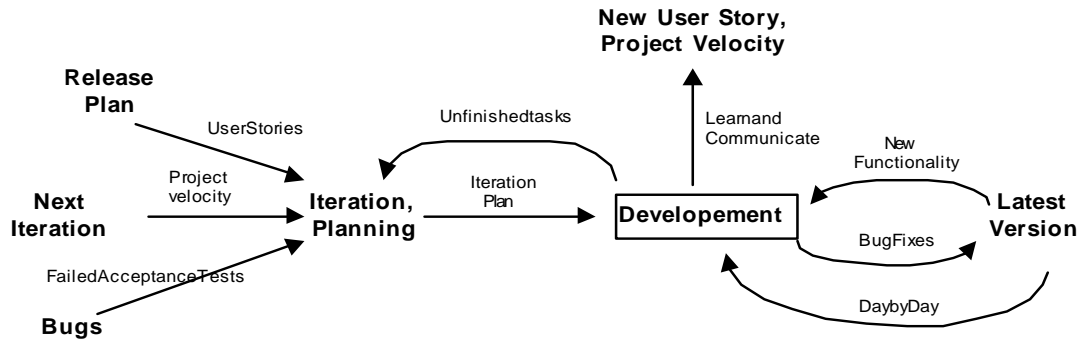 New User Story,
Project Velocity
Release
Plan
UserStories
Unfinishedtasks
Learnand
Communicate
New
Functionality
Project
velocity
Next
Iteration
Iteration,
Planning
Iteration
Plan
Developement
Latest
Version
BugFixes
FailedAcceptanceTests
DaybyDay
Bugs